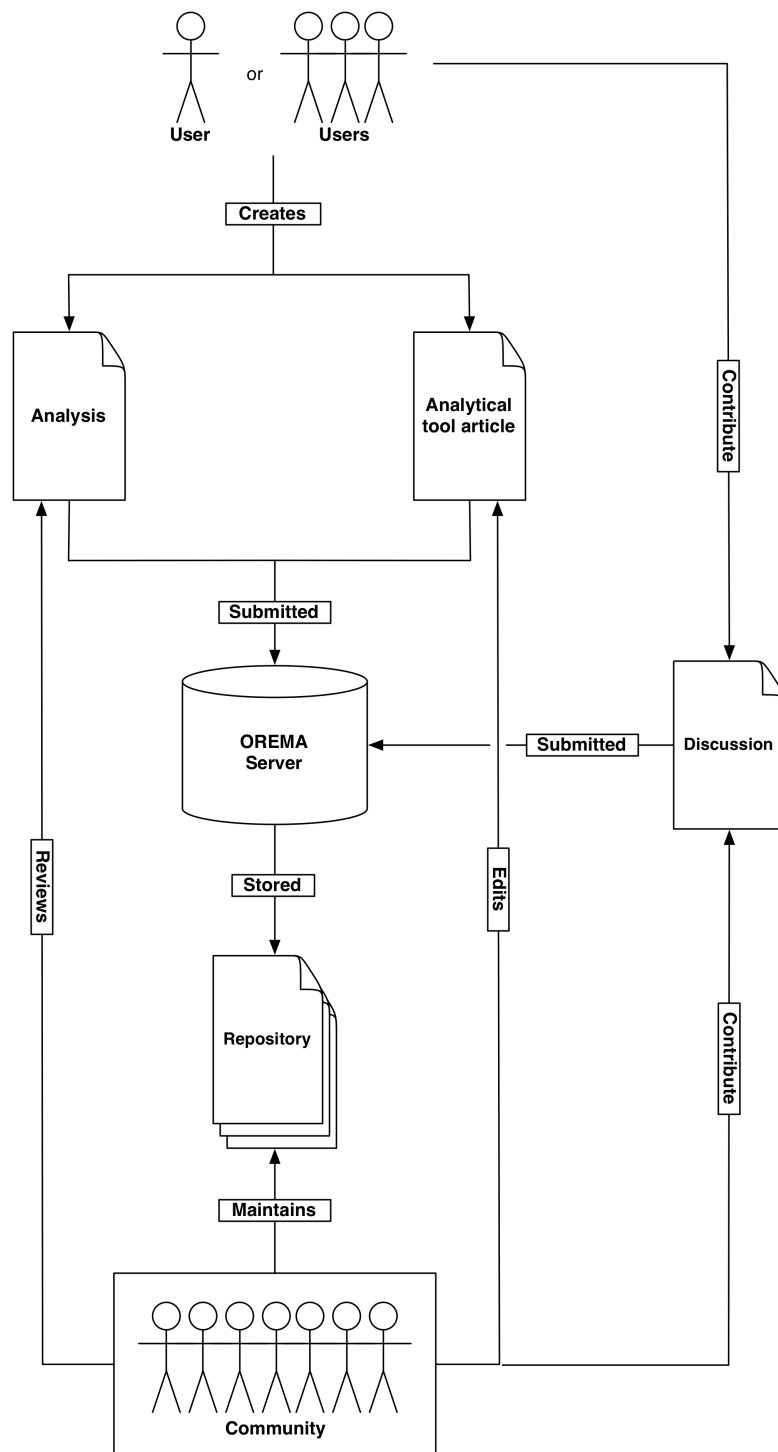 or
User
Users
Creates
Analysis
Analytical
tool article
Contribute
Submitted
OREMA
Server
Submitted
Discussion
Reviews
Stored
Edits
Repository
Contribute
Maintains
Community